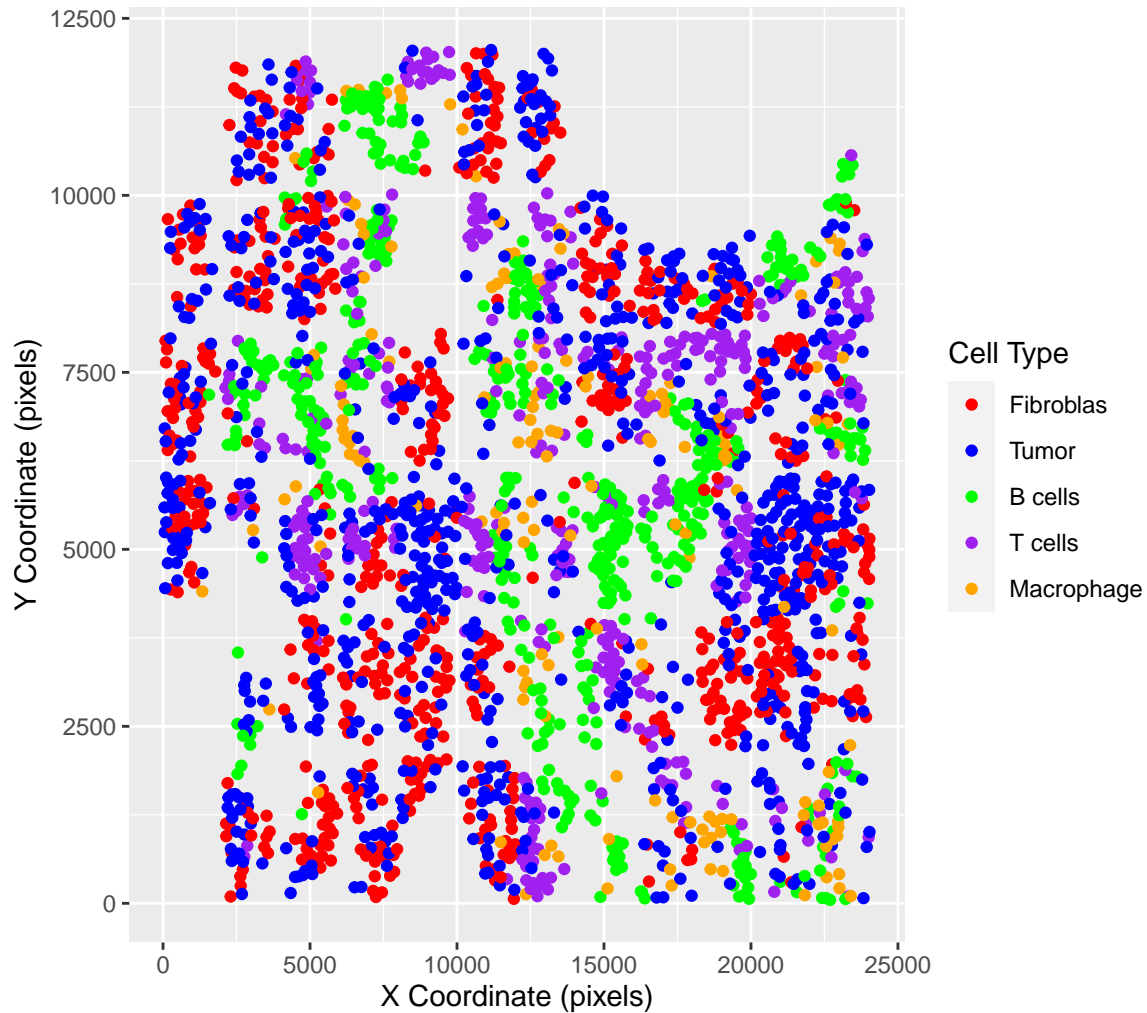 12500
10000
7500
5000
2500
0
Y Coordinate (pixels)
0
5000
10000
15000
20000
25000
X Coordinate (pixels)
Cell Type
Fibroblas
Tumor
B cells
T cells
Macrophage